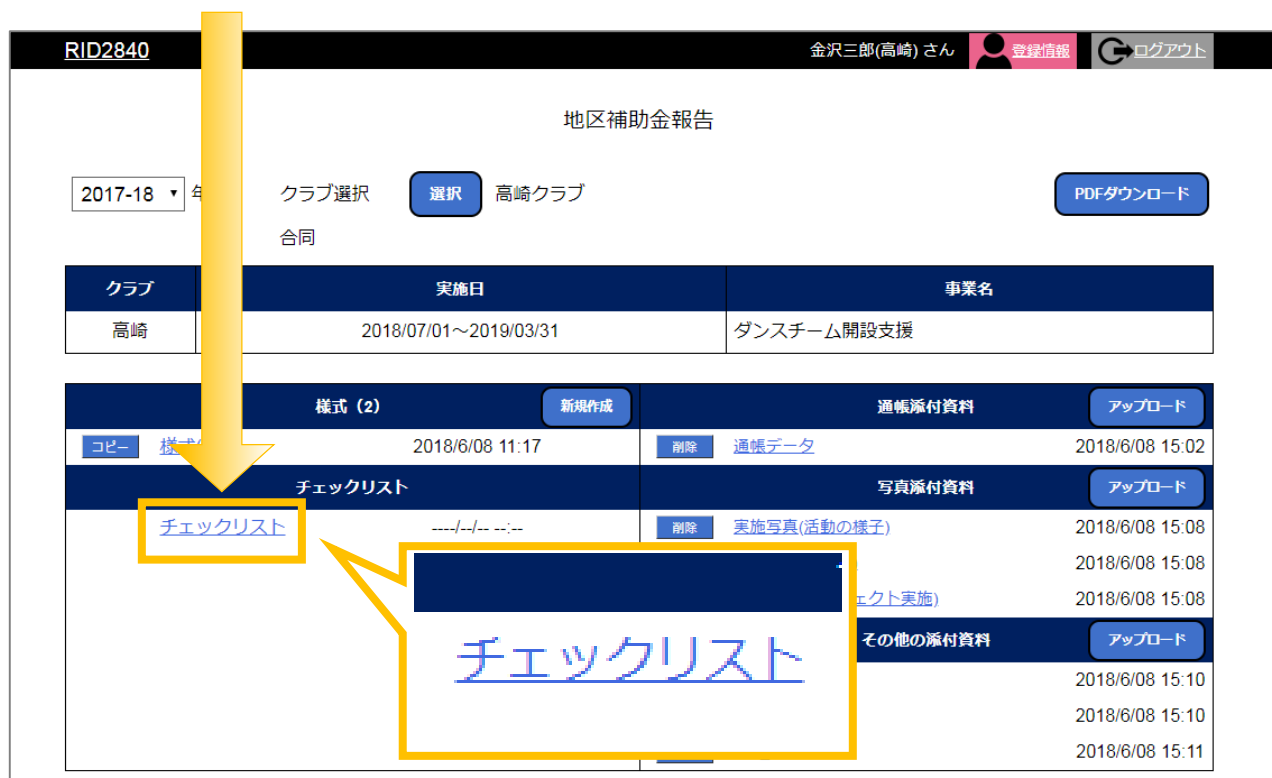 RID2840 金沢三郎(高崎) さん 登録情報 ログアウト
地区補助金報告
2017-18 年 クラブ選択 選択 高崎クラブ PDFダウンロード
合同
クラブ 実施日 事業名
高崎 2018/07/01～2019/03/31 ダンスチーム開設支援
様式（2） 新規作成 通帳添付資料 アップロード
コピー 様式 2018/6/08 11:17 削除 通帳データ 2018/6/08 15:02
チェックリスト 写真添付資料 アップロード
チェックリスト ----/--/-- --:-- 削除 実施写真(活動の様子) 2018/6/08 15:08
2018/6/08 15:08
ェクト実施) 2018/6/08 15:08
その他の添付資料 アップロード
チェックリスト
2018/6/08 15:10
2018/6/08 15:10
2018/6/08 15:11